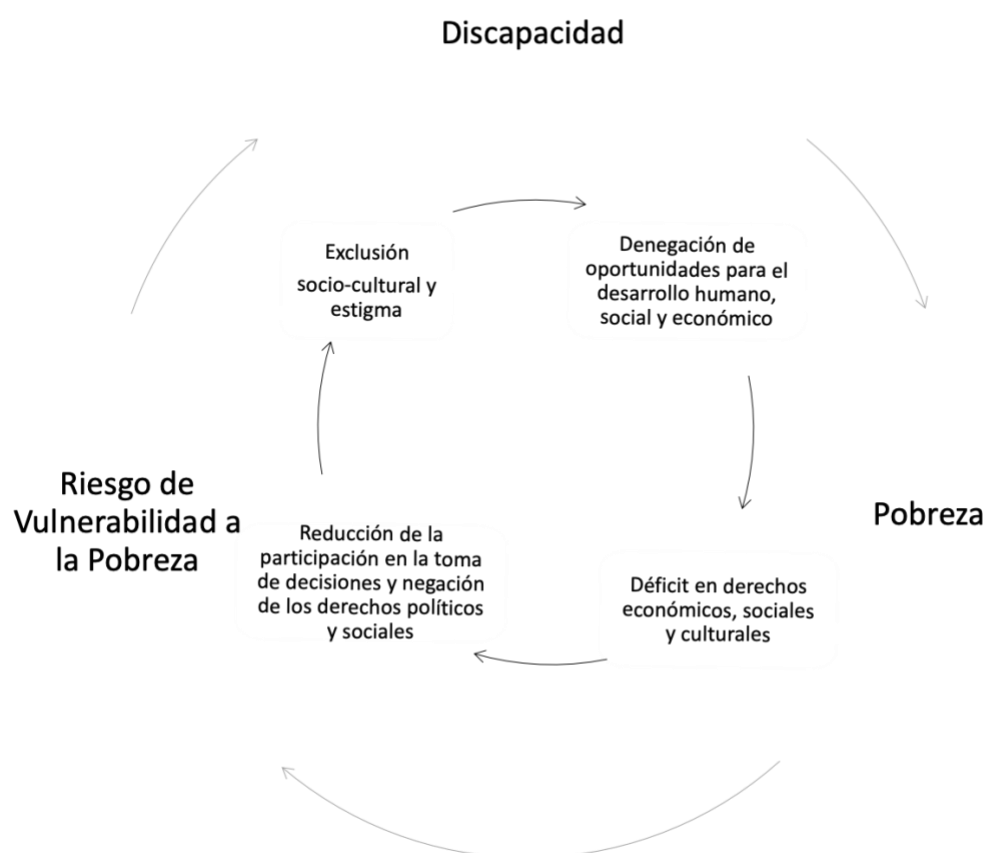 Discapacidad
Exclusión
socio-cultural y
estigma
Denegación de
oportunidades para el
desarrollo humano,
social y económico
Riesgo de
Vulnerabilidad a
la Pobreza
Pobreza
Reducción de la
participación en la toma
de decisiones y negación
de los derechos políticos
y sociales
Déficit en derechos
económicos, sociales
y culturales